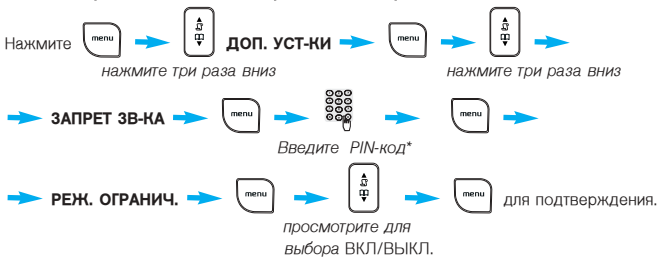 Нажмите menu ДОП. УСТ-КИ menu
нажмите три раза вниз нажмите три раза вниз
ЗАПРЕТ ЗВ-КА menu menu
Введите PIN-код*
РЕЖ. ОГРАНИЧ. menu menu для подтверждения.
просмотрите для
выбора ВКЛ/ВЫКЛ.